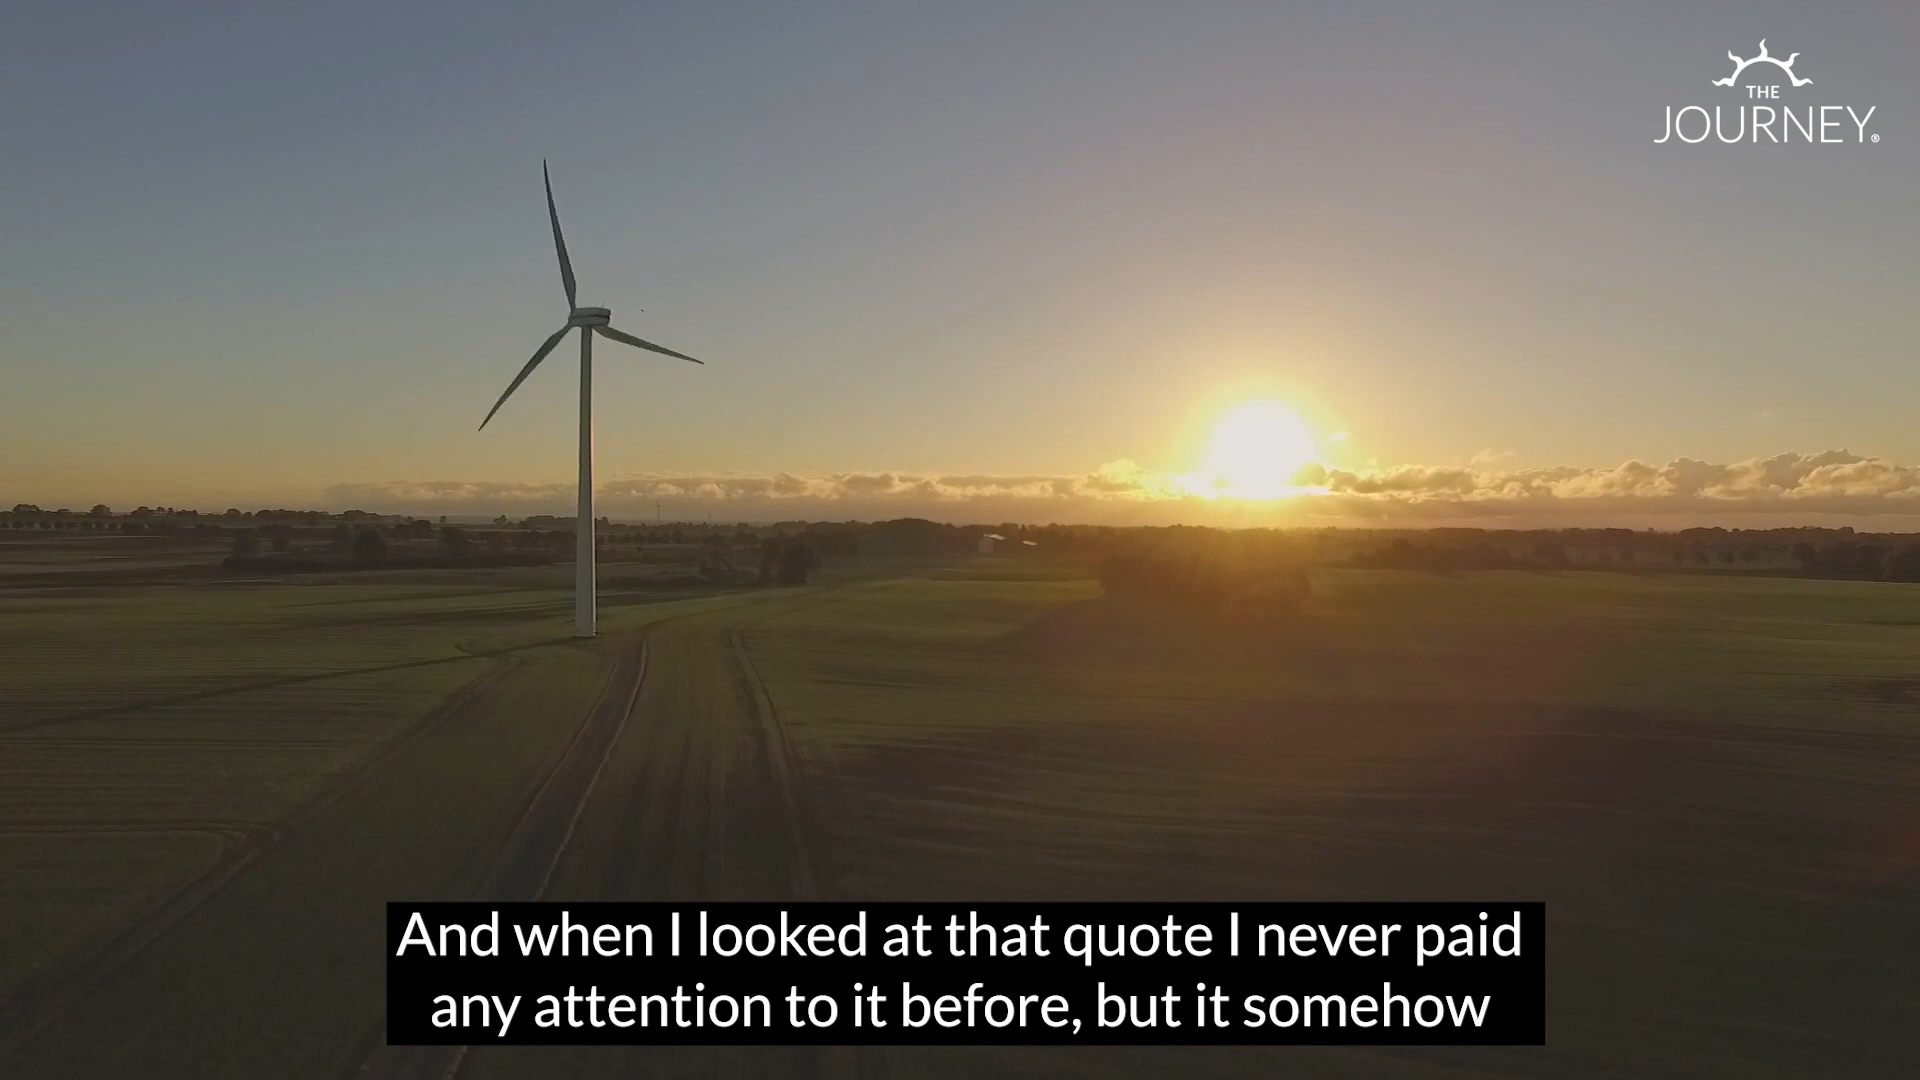 THE
JOURNEY®
And when I looked at that quote I never paid
any attention to it before, but it somehow